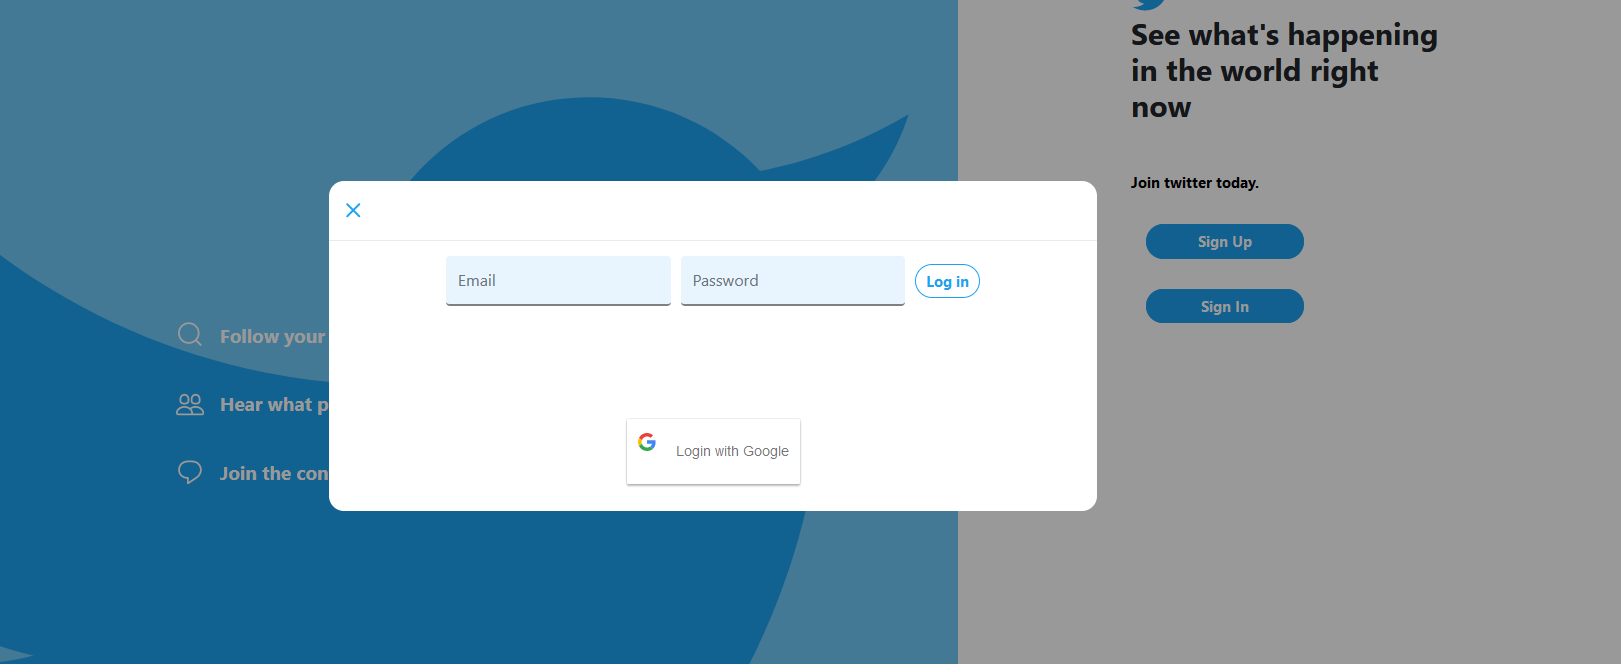 See what's happening
in the world right
now
Join twitter today.
Sign Up
Sign In
Email
Password
Log in
Login with Google
Follow your
Hear what p
Join the con